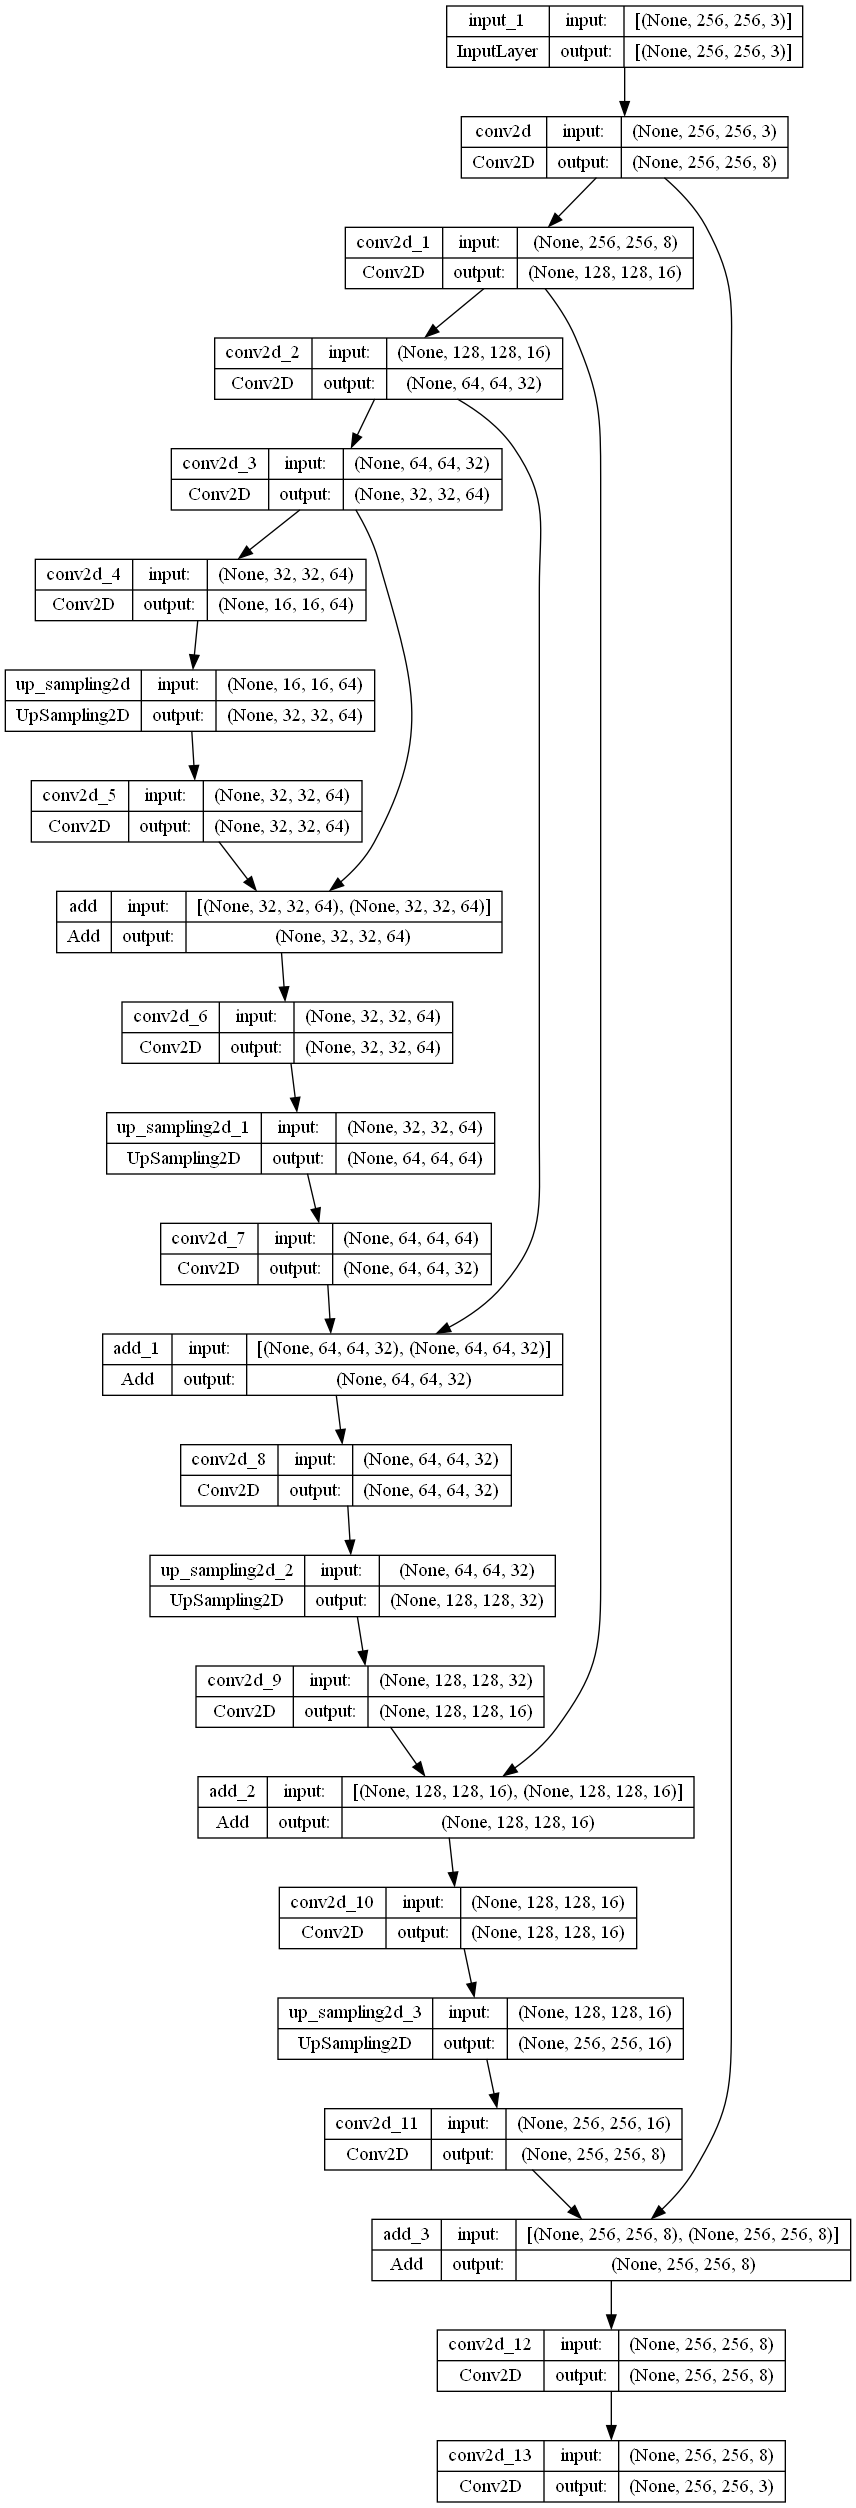 input_1 input: [(None, 256, 256, 3)]
InputLayer output: [(None, 256, 256, 3)]
conv2d input: (None, 256, 256, 3)
Conv2D output: (None, 256, 256, 8)
conv2d_1 input: (None, 256, 256, 8)
Conv2D output: (None, 128, 128, 16)
conv2d_2 input: (None, 128, 128, 16)
Conv2D output: (None, 64, 64, 32)
conv2d_3 input: (None, 64, 64, 32)
Conv2D output: (None, 32, 32, 64)
conv2d_4 input: (None, 32, 32, 64)
Conv2D output: (None, 16, 16, 64)
up_sampling2d input: (None, 16, 16, 64)
UpSampling2D output: (None, 32, 32, 64)
conv2d_5 input: (None, 32, 32, 64)
Conv2D output: (None, 32, 32, 64)
add input: [(None, 32, 32, 64), (None, 32, 32, 64)]
Add output: (None, 32, 32, 64)
conv2d_6 input: (None, 32, 32, 64)
Conv2D output: (None, 32, 32, 64)
up_sampling2d_1 input: (None, 32, 32, 64)
UpSampling2D output: (None, 64, 64, 64)
conv2d_7 input: (None, 64, 64, 64)
Conv2D output: (None, 64, 64, 32)
add_1 input: [(None, 64, 64, 32), (None, 64, 64, 32)]
Add output: (None, 64, 64, 32)
conv2d_8 input: (None, 64, 64, 32)
Conv2D output: (None, 64, 64, 32)
up_sampling2d_2 input: (None, 64, 64, 32)
UpSampling2D output: (None, 128, 128, 32)
conv2d_9 input: (None, 128, 128, 32)
Conv2D output: (None, 128, 128, 16)
add_2 input: [(None, 128, 128, 16), (None, 128, 128, 16)]
Add output: (None, 128, 128, 16)
conv2d_10 input: (None, 128, 128, 16)
Conv2D output: (None, 128, 128, 16)
up_sampling2d_3 input: (None, 128, 128, 16)
UpSampling2D output: (None, 256, 256, 16)
conv2d_11 input: (None, 256, 256, 16)
Conv2D output: (None, 256, 256, 8)
add_3 input: [(None, 256, 256, 8), (None, 256, 256, 8)]
Add output: (None, 256, 256, 8)
conv2d_12 input: (None, 256, 256, 8)
Conv2D output: (None, 256, 256, 8)
conv2d_13 input: (None, 256, 256, 8)
Conv2D output: (None, 256, 256, 3)